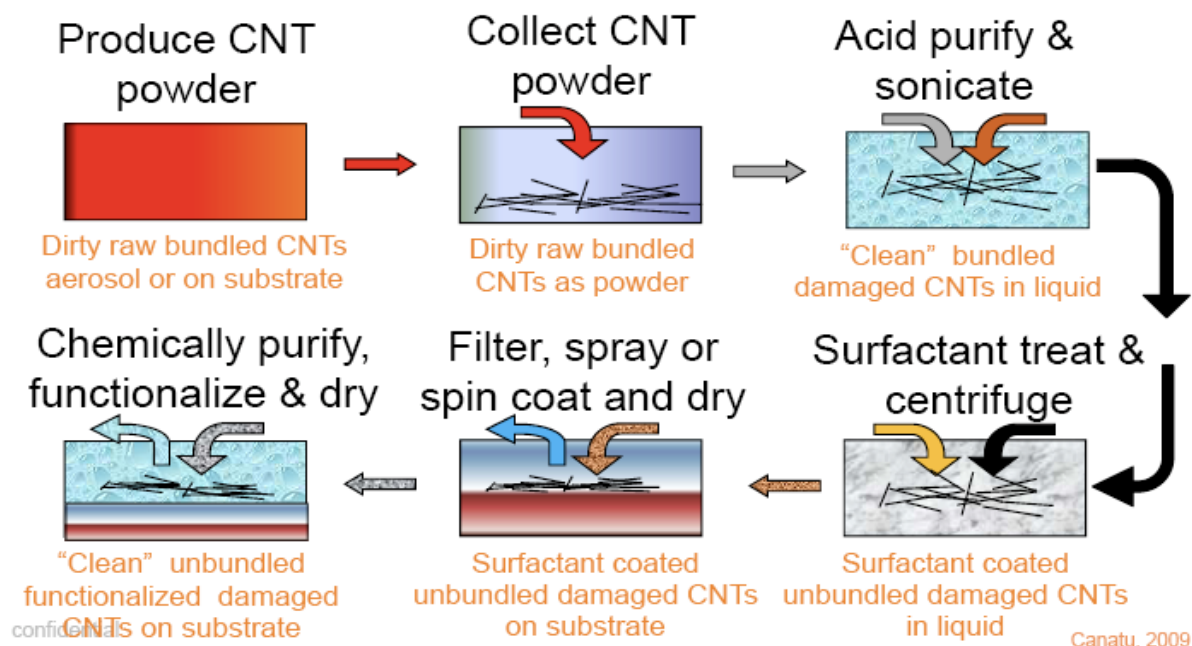 Produce CNT
powder
Dirty raw bundled CNTs
aerosol or on substrate
Collect CNT
powder
Dirty raw bundled
CNTs as powder
Acid purify &
sonicate
“Clean” bundled
damaged CNTs in liquid
Surfactant treat &
centrifuge
Surfactant coated
unbundled damaged CNTs
in liquid
Filter, spray or
spin coat and dry
Surfactant coated
unbundled damaged CNTs
on substrate
Chemically purify,
functionalize & dry
“Clean” unbundled
functionalized damaged
CNTs on substrate
confidential
Canatu, 2009